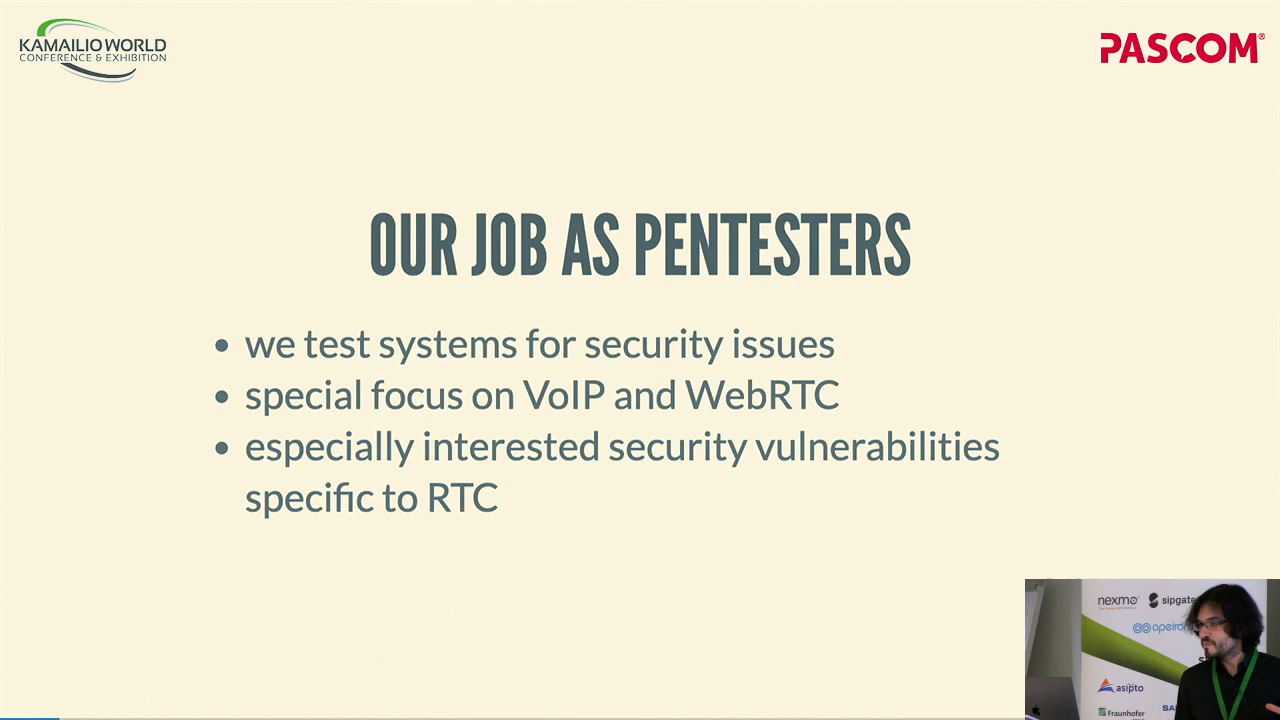 KAMAILIO WORLD
CONFERENCE & EXHIBITION
PASCOM®
OUR JOB AS PENTESTERS
• we test systems for security issues
• special focus on VoIP and WebRTC
• especially interested security vulnerabilities
specific to RTC
nexmo
sipgate
asipto
Fraunhofer